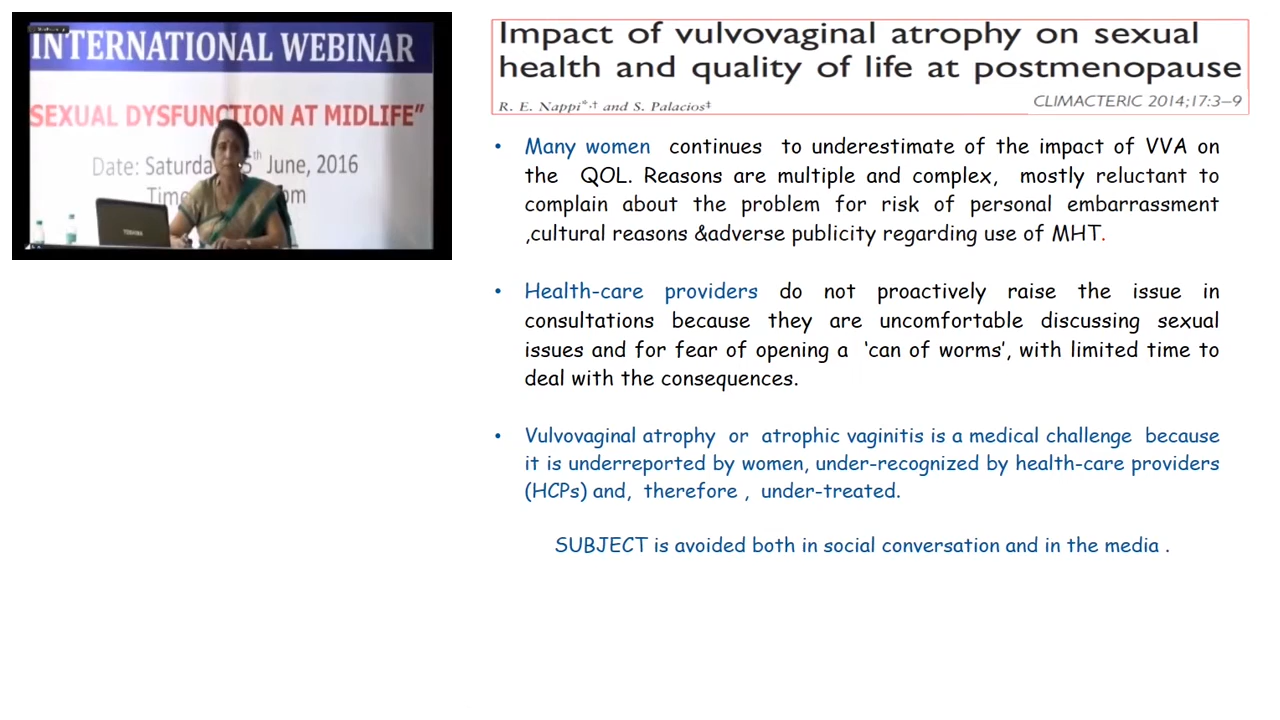 INTERNATIONAL WEBINAR
SEXUAL DYSFUNCTION AT MIDLIFE”
Date: Saturda 5th June, 2016
Time pm
TOSHIBA
Impact of vulvovaginal atrophy on sexual
health and quality of life at postmenopause
R. E. Nappi*,† and S. Palacios‡
CLIMACTERIC 2014;17:3–9
• Many women continues to underestimate of the impact of VVA on
the QOL. Reasons are multiple and complex, mostly reluctant to
complain about the problem for risk of personal embarrassment
,cultural reasons &adverse publicity regarding use of MHT.
• Health-care providers do not proactively raise the issue in
consultations because they are uncomfortable discussing sexual
issues and for fear of opening a ‘can of worms’, with limited time to
deal with the consequences.
• Vulvovaginal atrophy or atrophic vaginitis is a medical challenge because
it is underreported by women, under-recognized by health-care providers
(HCPs) and, therefore , under-treated.
SUBJECT is avoided both in social conversation and in the media .